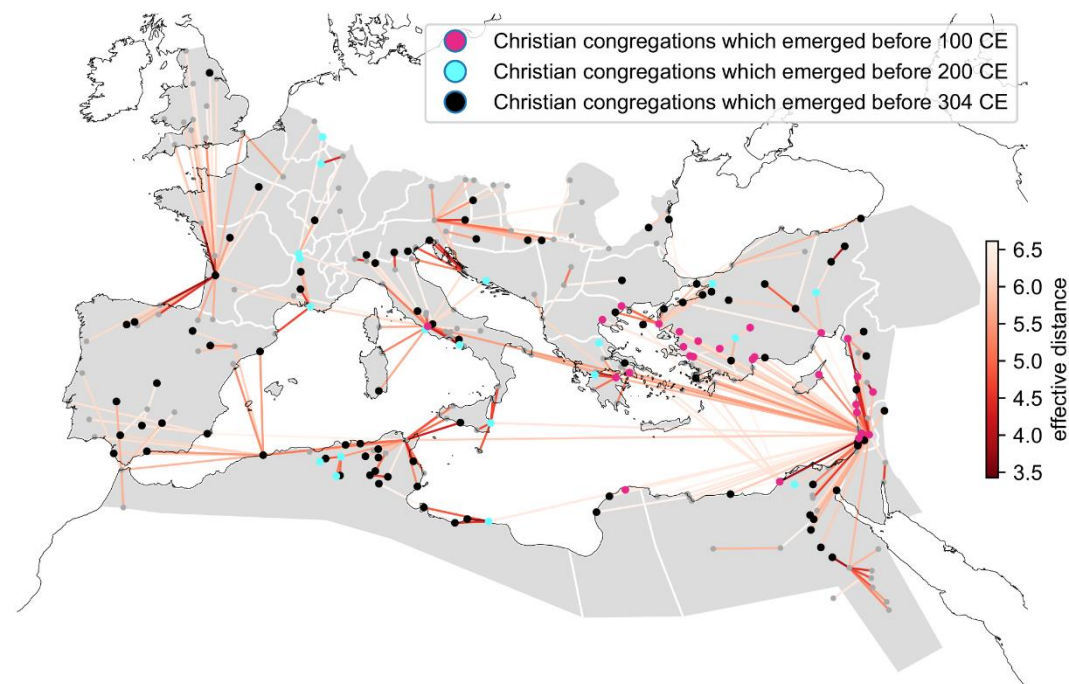 Christian congregations which emerged before 100 CE
Christian congregations which emerged before 200 CE
Christian congregations which emerged before 304 CE
6.5
6.0
5.5
5.0
4.5
4.0
3.5
effective distance